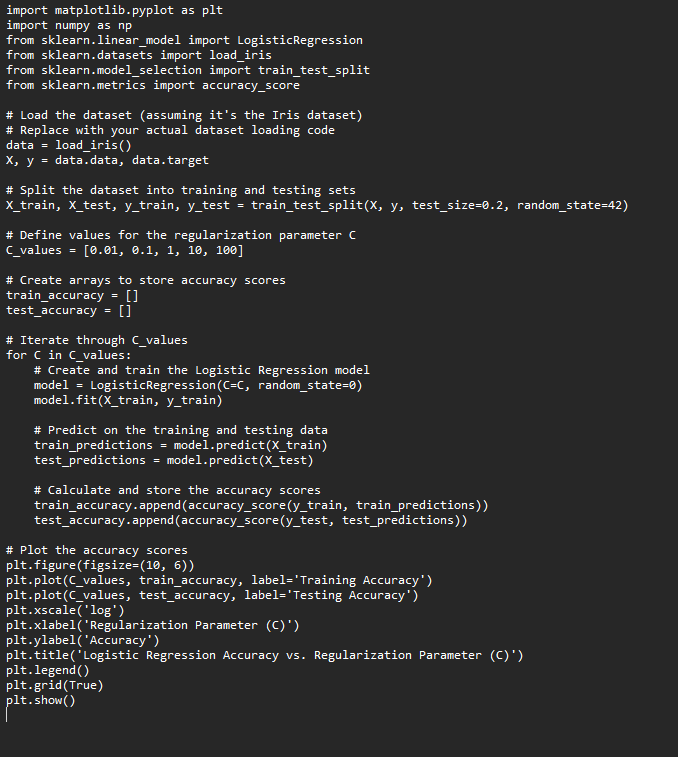 import matplotlib.pyplot as plt
import numpy as np
from sklearn.linear_model import LogisticRegression
from sklearn.datasets import load_iris
from sklearn.model_selection import train_test_split
from sklearn.metrics import accuracy_score

# Load the dataset (assuming it's the Iris dataset)
# Replace with your actual dataset loading code
data = load_iris()
X, y = data.data, data.target

# Split the dataset into training and testing sets
X_train, X_test, y_train, y_test = train_test_split(X, y, test_size=0.2, random_state=42)

# Define values for the regularization parameter C
C_values = [0.01, 0.1, 1, 10, 100]

# Create arrays to store accuracy scores
train_accuracy = []
test_accuracy = []

# Iterate through C_values
for C in C_values:
    # Create and train the Logistic Regression model
    model = LogisticRegression(C=C, random_state=0)
    model.fit(X_train, y_train)

    # Predict on the training and testing data
    train_predictions = model.predict(X_train)
    test_predictions = model.predict(X_test)

    # Calculate and store the accuracy scores
    train_accuracy.append(accuracy_score(y_train, train_predictions))
    test_accuracy.append(accuracy_score(y_test, test_predictions))

# Plot the accuracy scores
plt.figure(figsize=(10, 6))
plt.plot(C_values, train_accuracy, label='Training Accuracy')
plt.plot(C_values, test_accuracy, label='Testing Accuracy')
plt.xscale('log')
plt.xlabel('Regularization Parameter (C)')
plt.ylabel('Accuracy')
plt.title('Logistic Regression Accuracy vs. Regularization Parameter (C)')
plt.legend()
plt.grid(True)
plt.show()